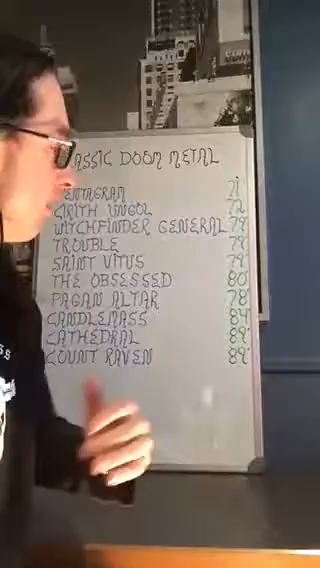 ASSIC DOOM METAL
ENTAGRAM 71
CIRITH UNGOL 72
WITCHFINDER GENERAL 79
TROUBLE 79
SAINT VITUS 79
THE OBSESSED 80
PAGAN ALTAR 78
CANDLEMASS 84
CATHEDRAL 89
COUNT RAVEN 89